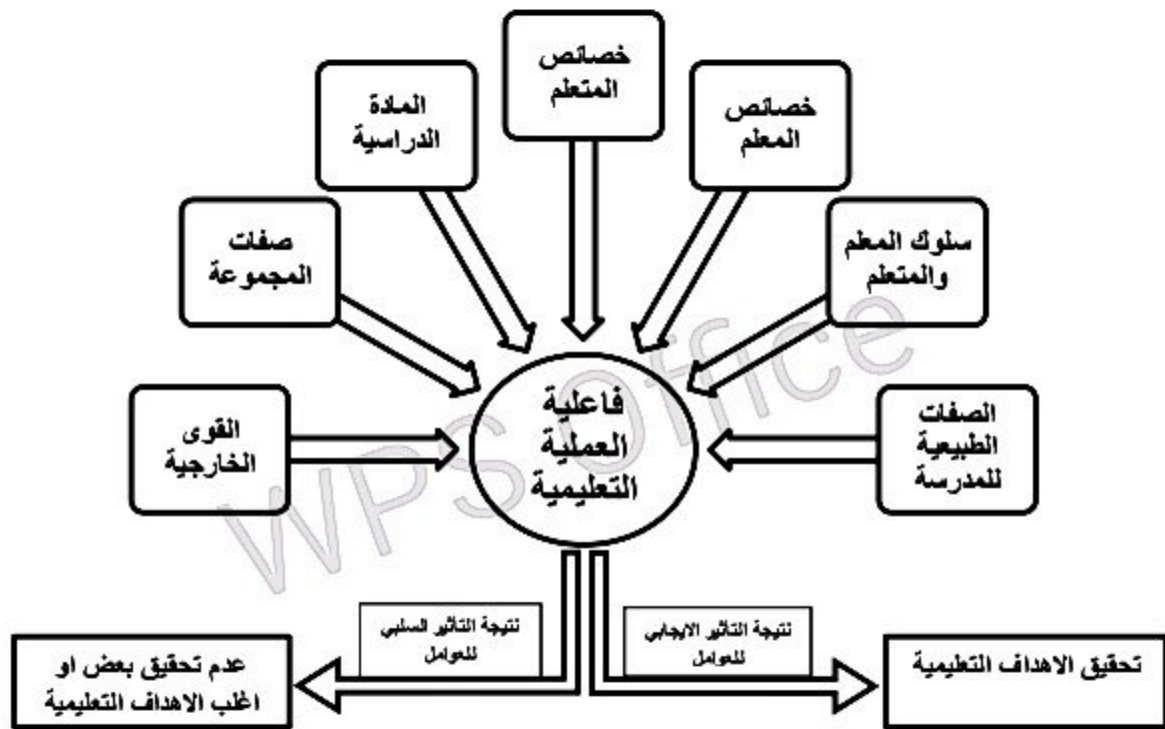 خصائص
المتعلم
خصائص
المعلم
المادة
الدراسية
سلوك المعلم
والمتعلم
صفات
المجموعة
الصفات
الطبيعية
للمدرسة
القوى
الخارجية
فاعلية
العملية
التعليمية
نتيجة التأثير الايجابي
للعوامل
نتيجة التأثير السلبي
للعوامل
تحقيق الاهداف التعليمية
عدم تحقيق بعض او
اغلب الاهداف التعليمية
WPS Office